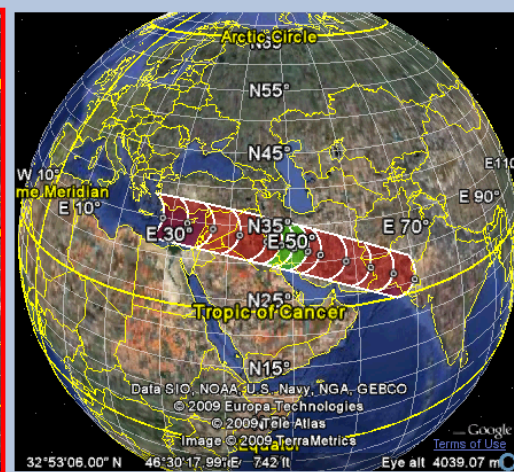 Arctic Circle
N55°
N45°
W 10°
E110
me Meridian
E 10°
E 90°
E 30°
N35°
E 50°
E 70°
N25°
Tropic of Cancer
N15°
Data SIO, NOAA, U.S. Navy, NGA, GEBCO
© 2009 Europa Technologies
© 2009 Tele Atlas
Image © 2009 TerraMetrics
Equator
Google
Terms of Use
32°53'06.00" N 46°30'17.99" E 742 ft Eye alt 4039.07 m